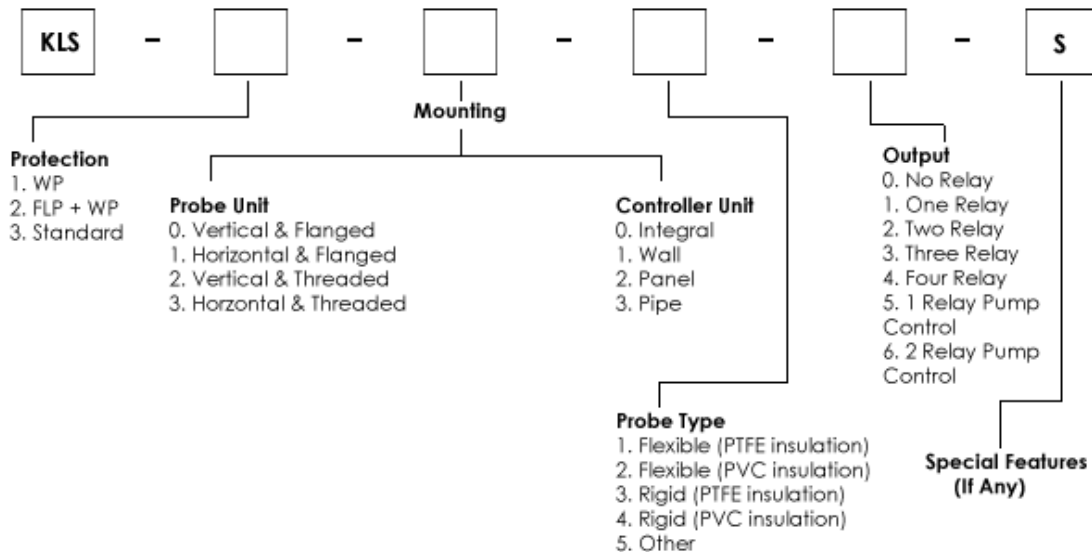 KLS - - - - - S
Mounting
Protection
1. WP
2. FLP + WP
3. Standard
Probe Unit
0. Vertical & Flanged
1. Horizontal & Flanged
2. Vertical & Threaded
3. Horzontal & Threaded
Controller Unit
0. Integral
1. Wall
2. Panel
3. Pipe
Output
0. No Relay
1. One Relay
2. Two Relay
3. Three Relay
4. Four Relay
5. 1 Relay Pump
Control
6. 2 Relay Pump
Control
Probe Type
1. Flexible (PTFE insulation)
2. Flexible (PVC insulation)
3. Rigid (PTFE insulation)
4. Rigid (PVC insulation)
5. Other
Special Features
(If Any)